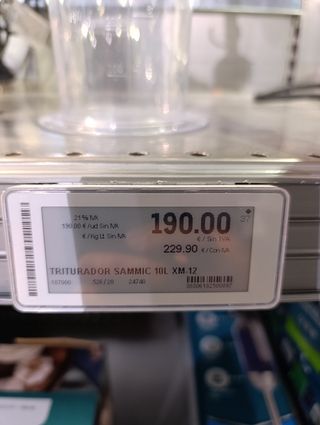 21% IVA
190.00 € /ud Sin IVA
€ / Kg Lt Sin IVA
190.00
37
€ / Sin IVA
229.90 € / Con IVA
TRITURADOR SAMMIC 10L XM-12